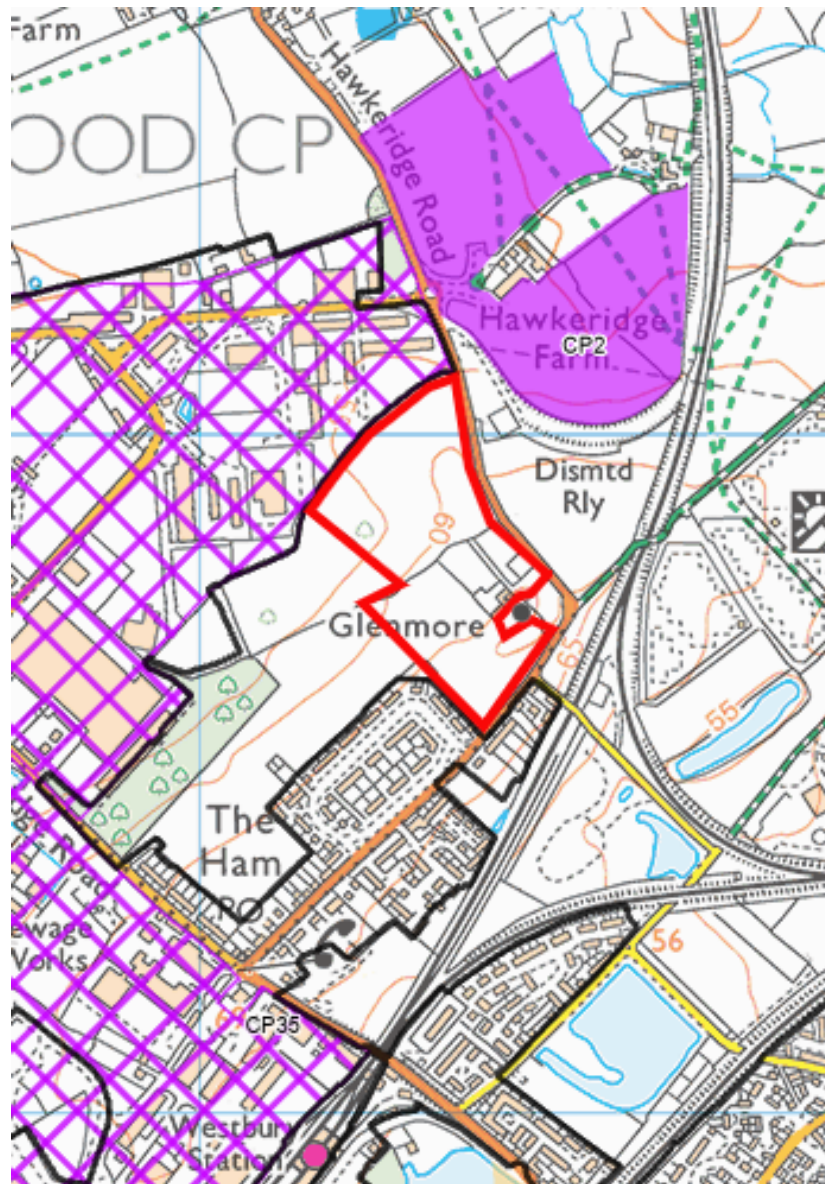 Farm
Hawkeridge Road
OOD CP
Hawkeridge
Farm
CP2
Dismtd
Rly
60
Glenmore
65
55
The
Ham
PO
ewage
Works
Road
56
CP35
Westbury
Station